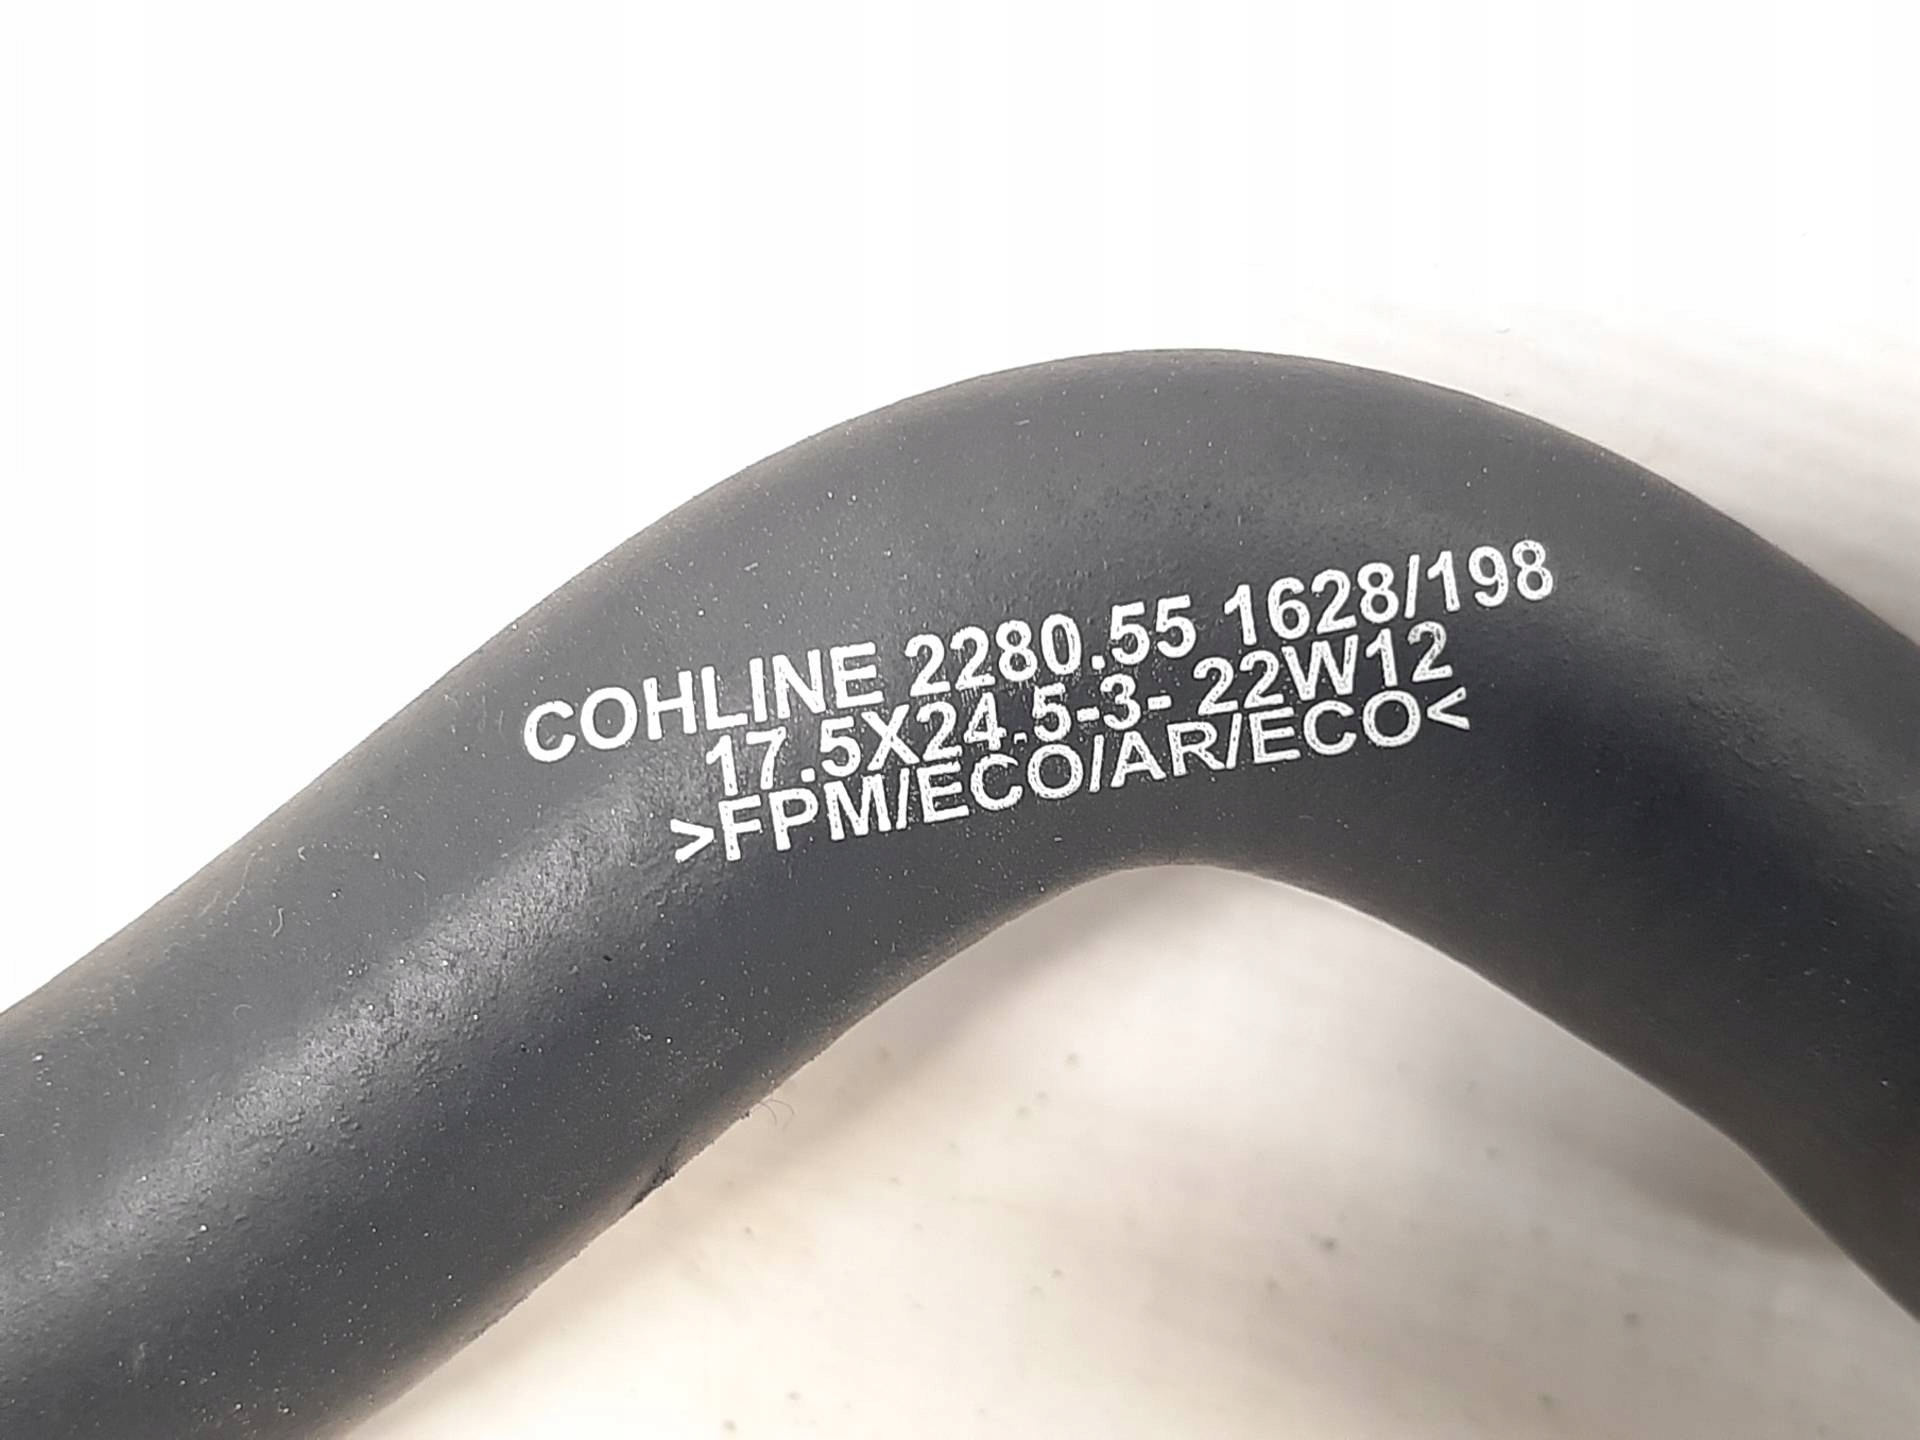 COHLINE 2280.55 1628/198
17.5X24.5-3- 22W12
>FPM/ECO/AR/ECO<